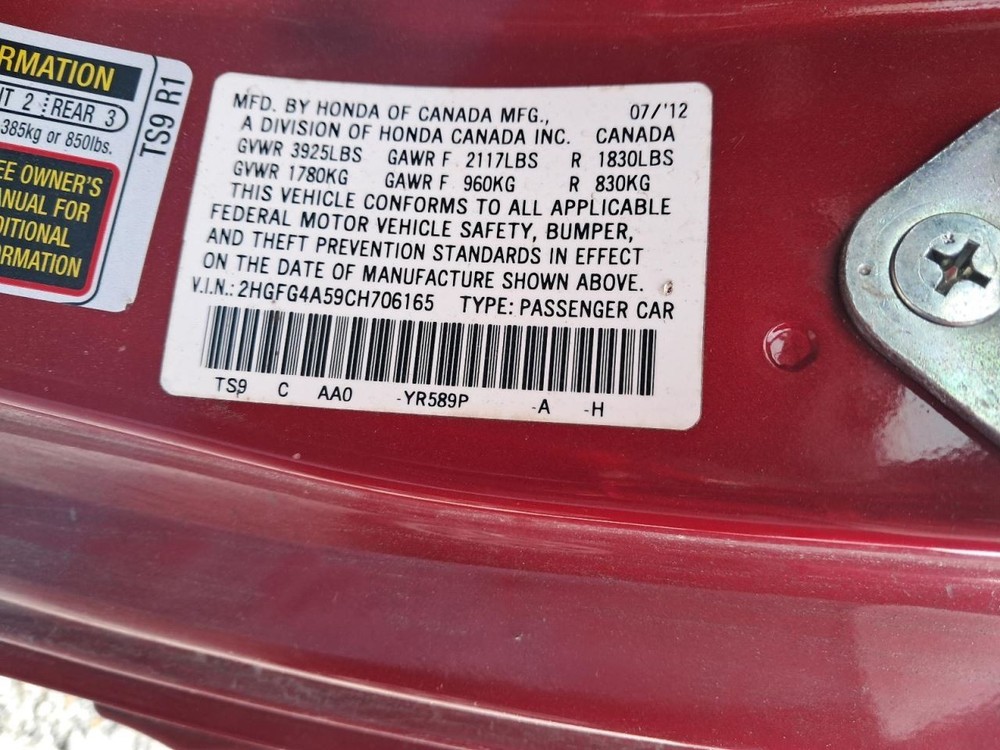 RMATION
IT 2 REAR 3
385kg or 850lbs.
EE OWNER'S
ANUAL FOR
DITIONAL
ORMATION
TS9 R1
MFD. BY HONDA OF CANADA MFG., 07/'12
A DIVISION OF HONDA CANADA INC. CANADA
GVWR 3925LBS GAWR F 2117LBS R 1830LBS
GVWR 1780KG GAWR F 960KG R 830KG
THIS VEHICLE CONFORMS TO ALL APPLICABLE
FEDERAL MOTOR VEHICLE SAFETY, BUMPER,
AND THEFT PREVENTION STANDARDS IN EFFECT
ON THE DATE OF MANUFACTURE SHOWN ABOVE.
V.I.N.: 2HGFG4A59CH706165 TYPE: PASSENGER CAR
TS9 C AA0 -YR589P -A -H